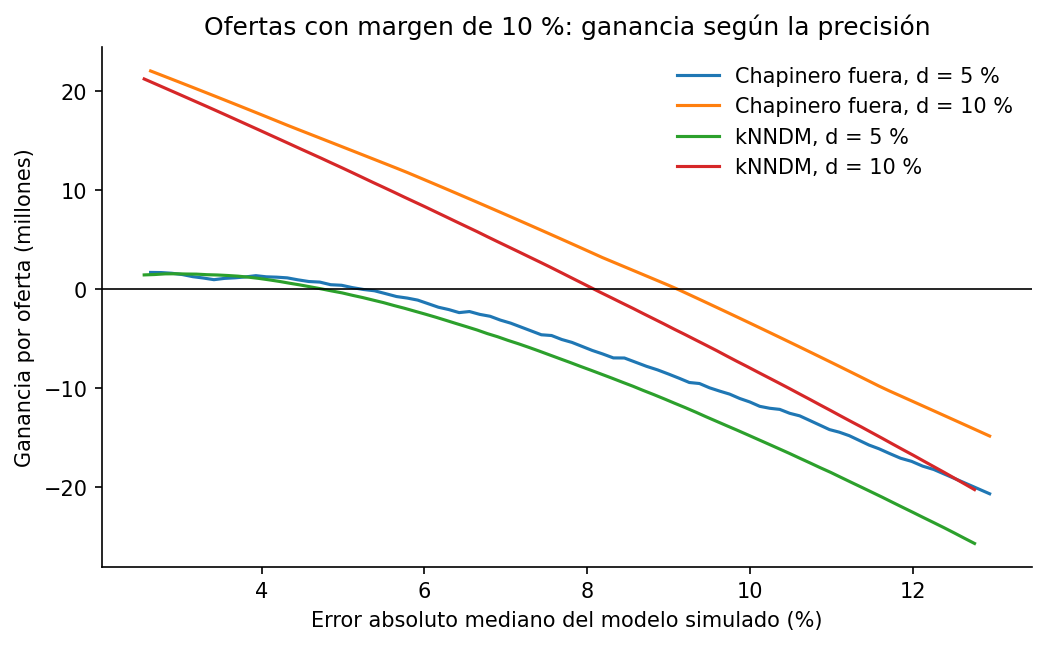 Ofertas con margen de 10 %: ganancia según la precisión
Chapinero fuera, d = 5 %
Chapinero fuera, d = 10 %
kNNDM, d = 5 %
kNNDM, d = 10 %
Ganancia por oferta (millones)
20
10
0
−10
−20
4
6
8
10
12
Error absoluto mediano del modelo simulado (%)